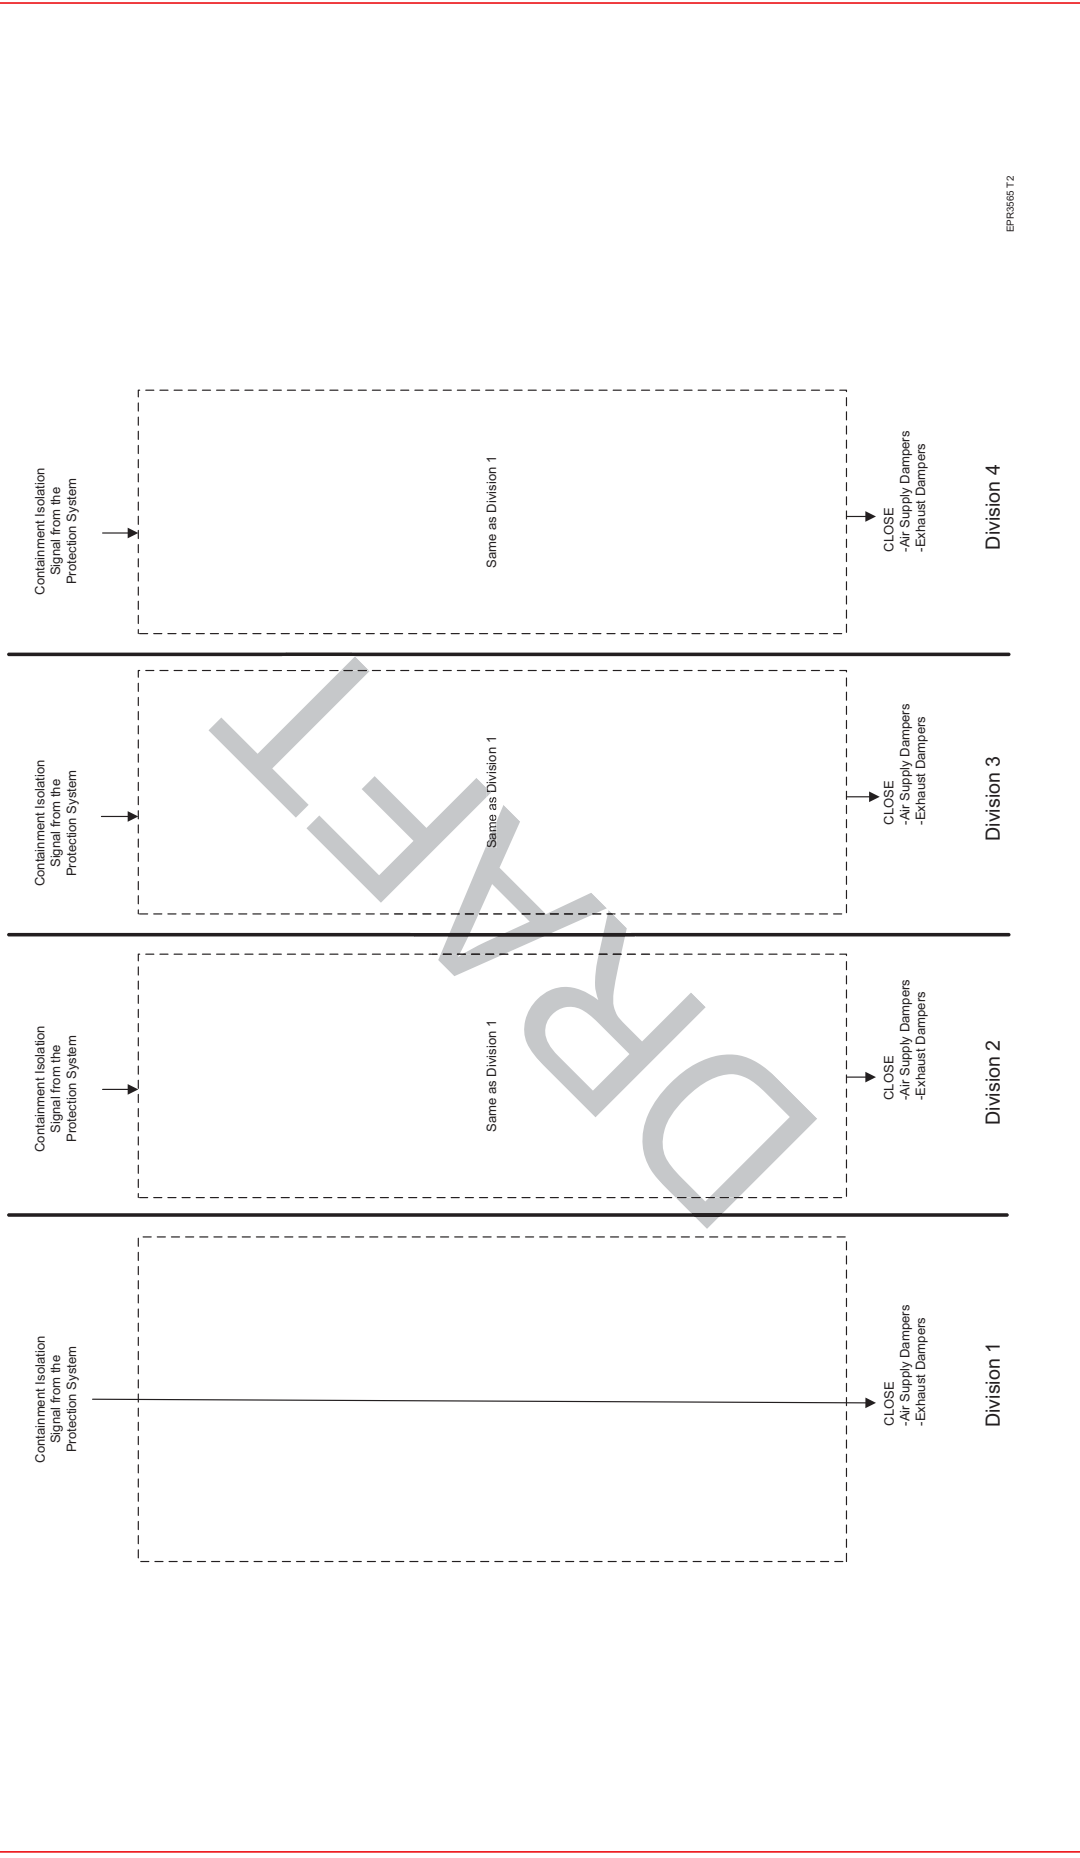 Containment Isolation
Signal from the
Protection System
CLOSE
-Air Supply Dampers
-Exhaust Dampers
Division 1
Containment Isolation
Signal from the
Protection System
Same as Division 1
CLOSE
-Air Supply Dampers
-Exhaust Dampers
Division 2
Containment Isolation
Signal from the
Protection System
Same as Division 1
CLOSE
-Air Supply Dampers
-Exhaust Dampers
Division 3
Containment Isolation
Signal from the
Protection System
Same as Division 1
CLOSE
-Air Supply Dampers
-Exhaust Dampers
Division 4
DRAFT
EPR3565 T2